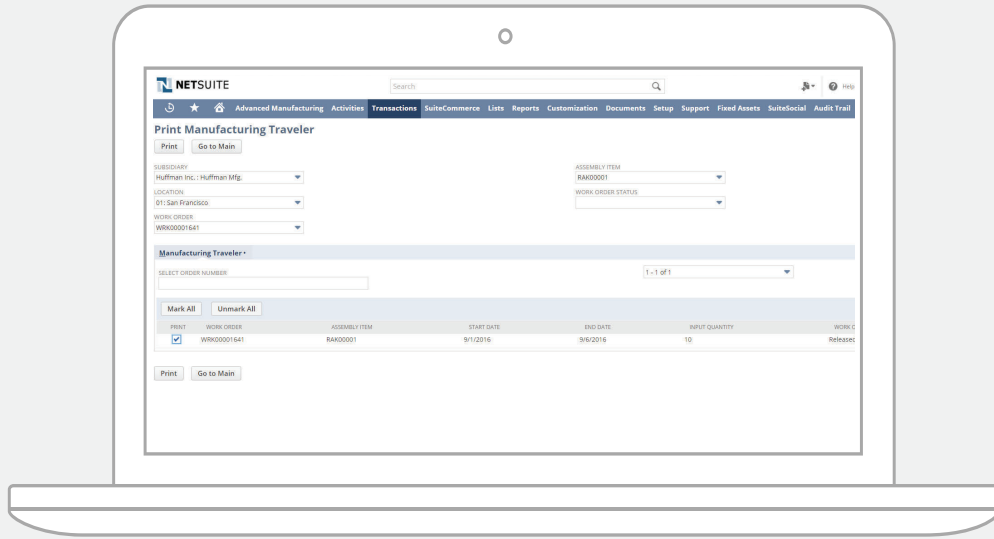 NETSUITE Search Help
Advanced Manufacturing Activities Transactions SuiteCommerce Lists Reports Customization Documents Setup Support Fixed Assets SuiteSocial Audit Trail
Print Manufacturing Traveler
Print Go to Main
SUBSIDIARY ASSEMBLY ITEM
Huffman Inc. : Huffman Mfg. RAK00001
LOCATION WORK ORDER STATUS
01: San Francisco
WORK ORDER
WRK00001641
Manufacturing Traveler •
SELECT ORDER NUMBER 1 - 1 of 1
Mark All Unmark All
PRINT WORK ORDER ASSEMBLY ITEM START DATE END DATE INPUT QUANTITY WORK
WRK00001641 RAK00001 9/1/2016 9/6/2016 10 Released
Print Go to Main